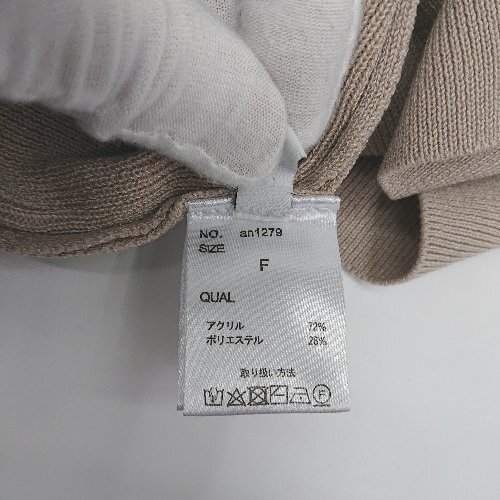 NO. an1279
SIZE
F
QUAL
アクリル 72%
ポリエステル 28%
取り扱い方法
F